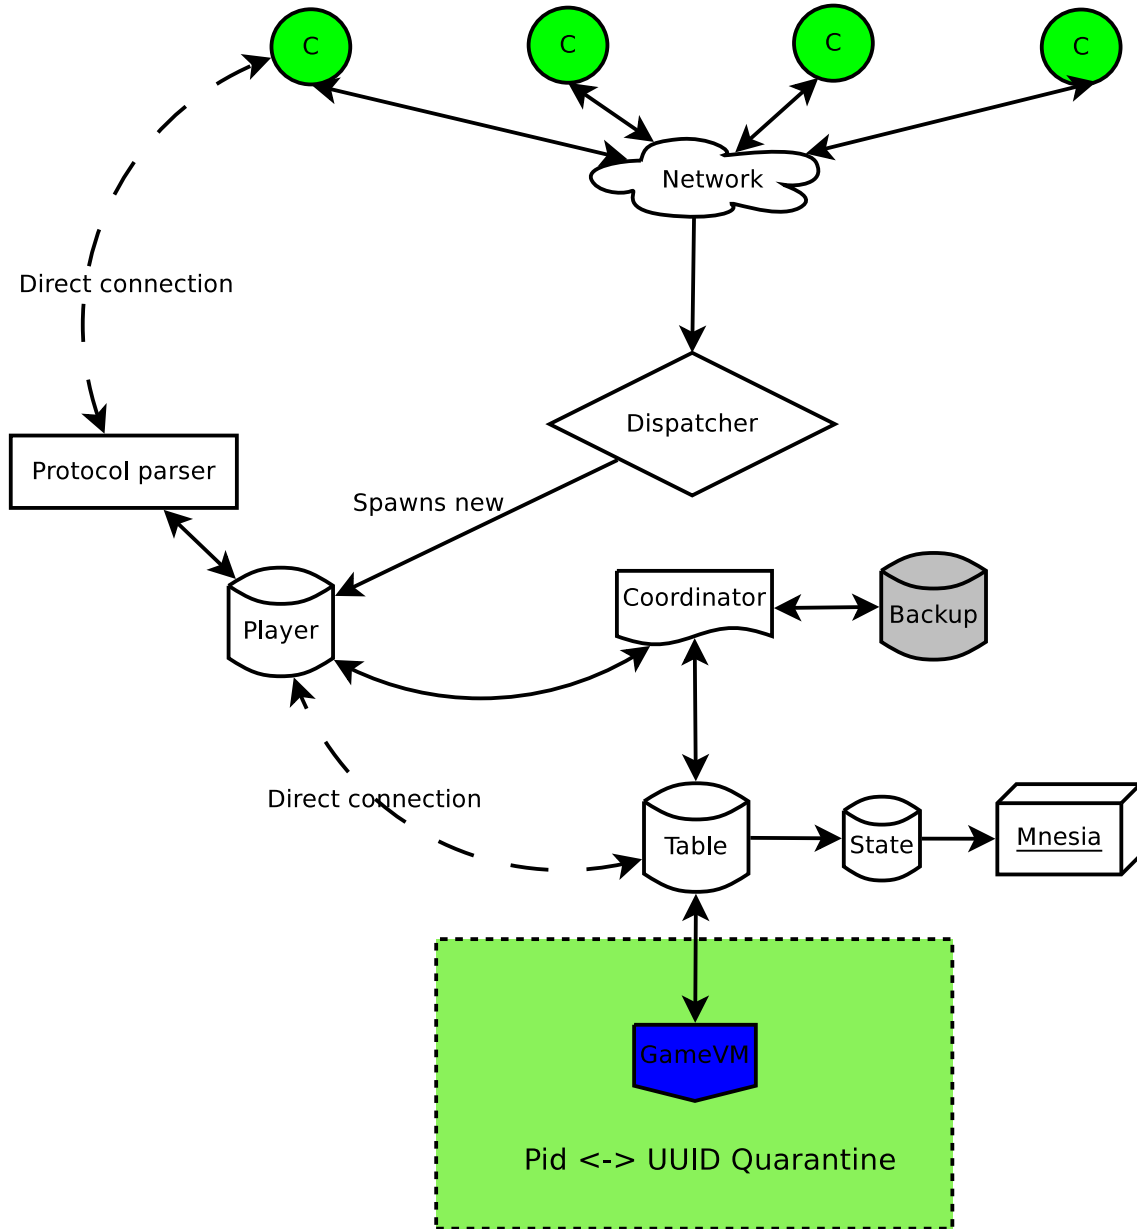 C
C
C
C
Network
Direct connection
Dispatcher
Protocol parser
Spawns new
Coordinator
Backup
Player
Direct connection
Table
State
Mnesia
GameVM
Pid <-> UUID Quarantine